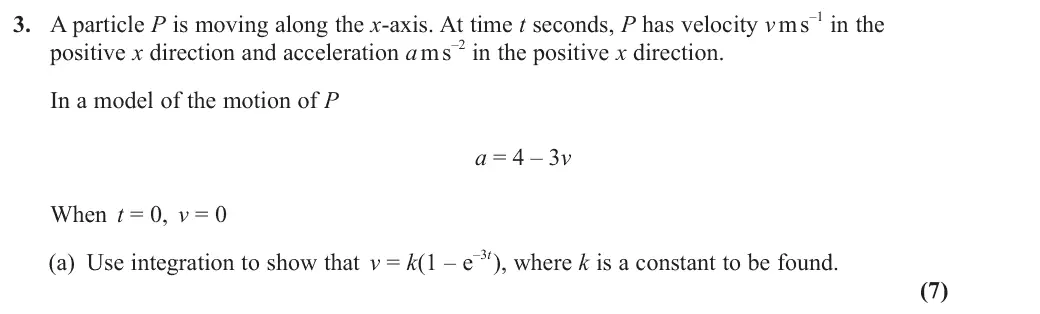 3. A particle P is moving along the x-axis. At time t seconds, P has velocity v m s⁻¹ in the
positive x direction and acceleration a m s⁻² in the positive x direction.
In a model of the motion of P
a = 4 – 3v
When t = 0, v = 0
(a) Use integration to show that v = k(1 – e⁻³ᵗ), where k is a constant to be found.
(7)